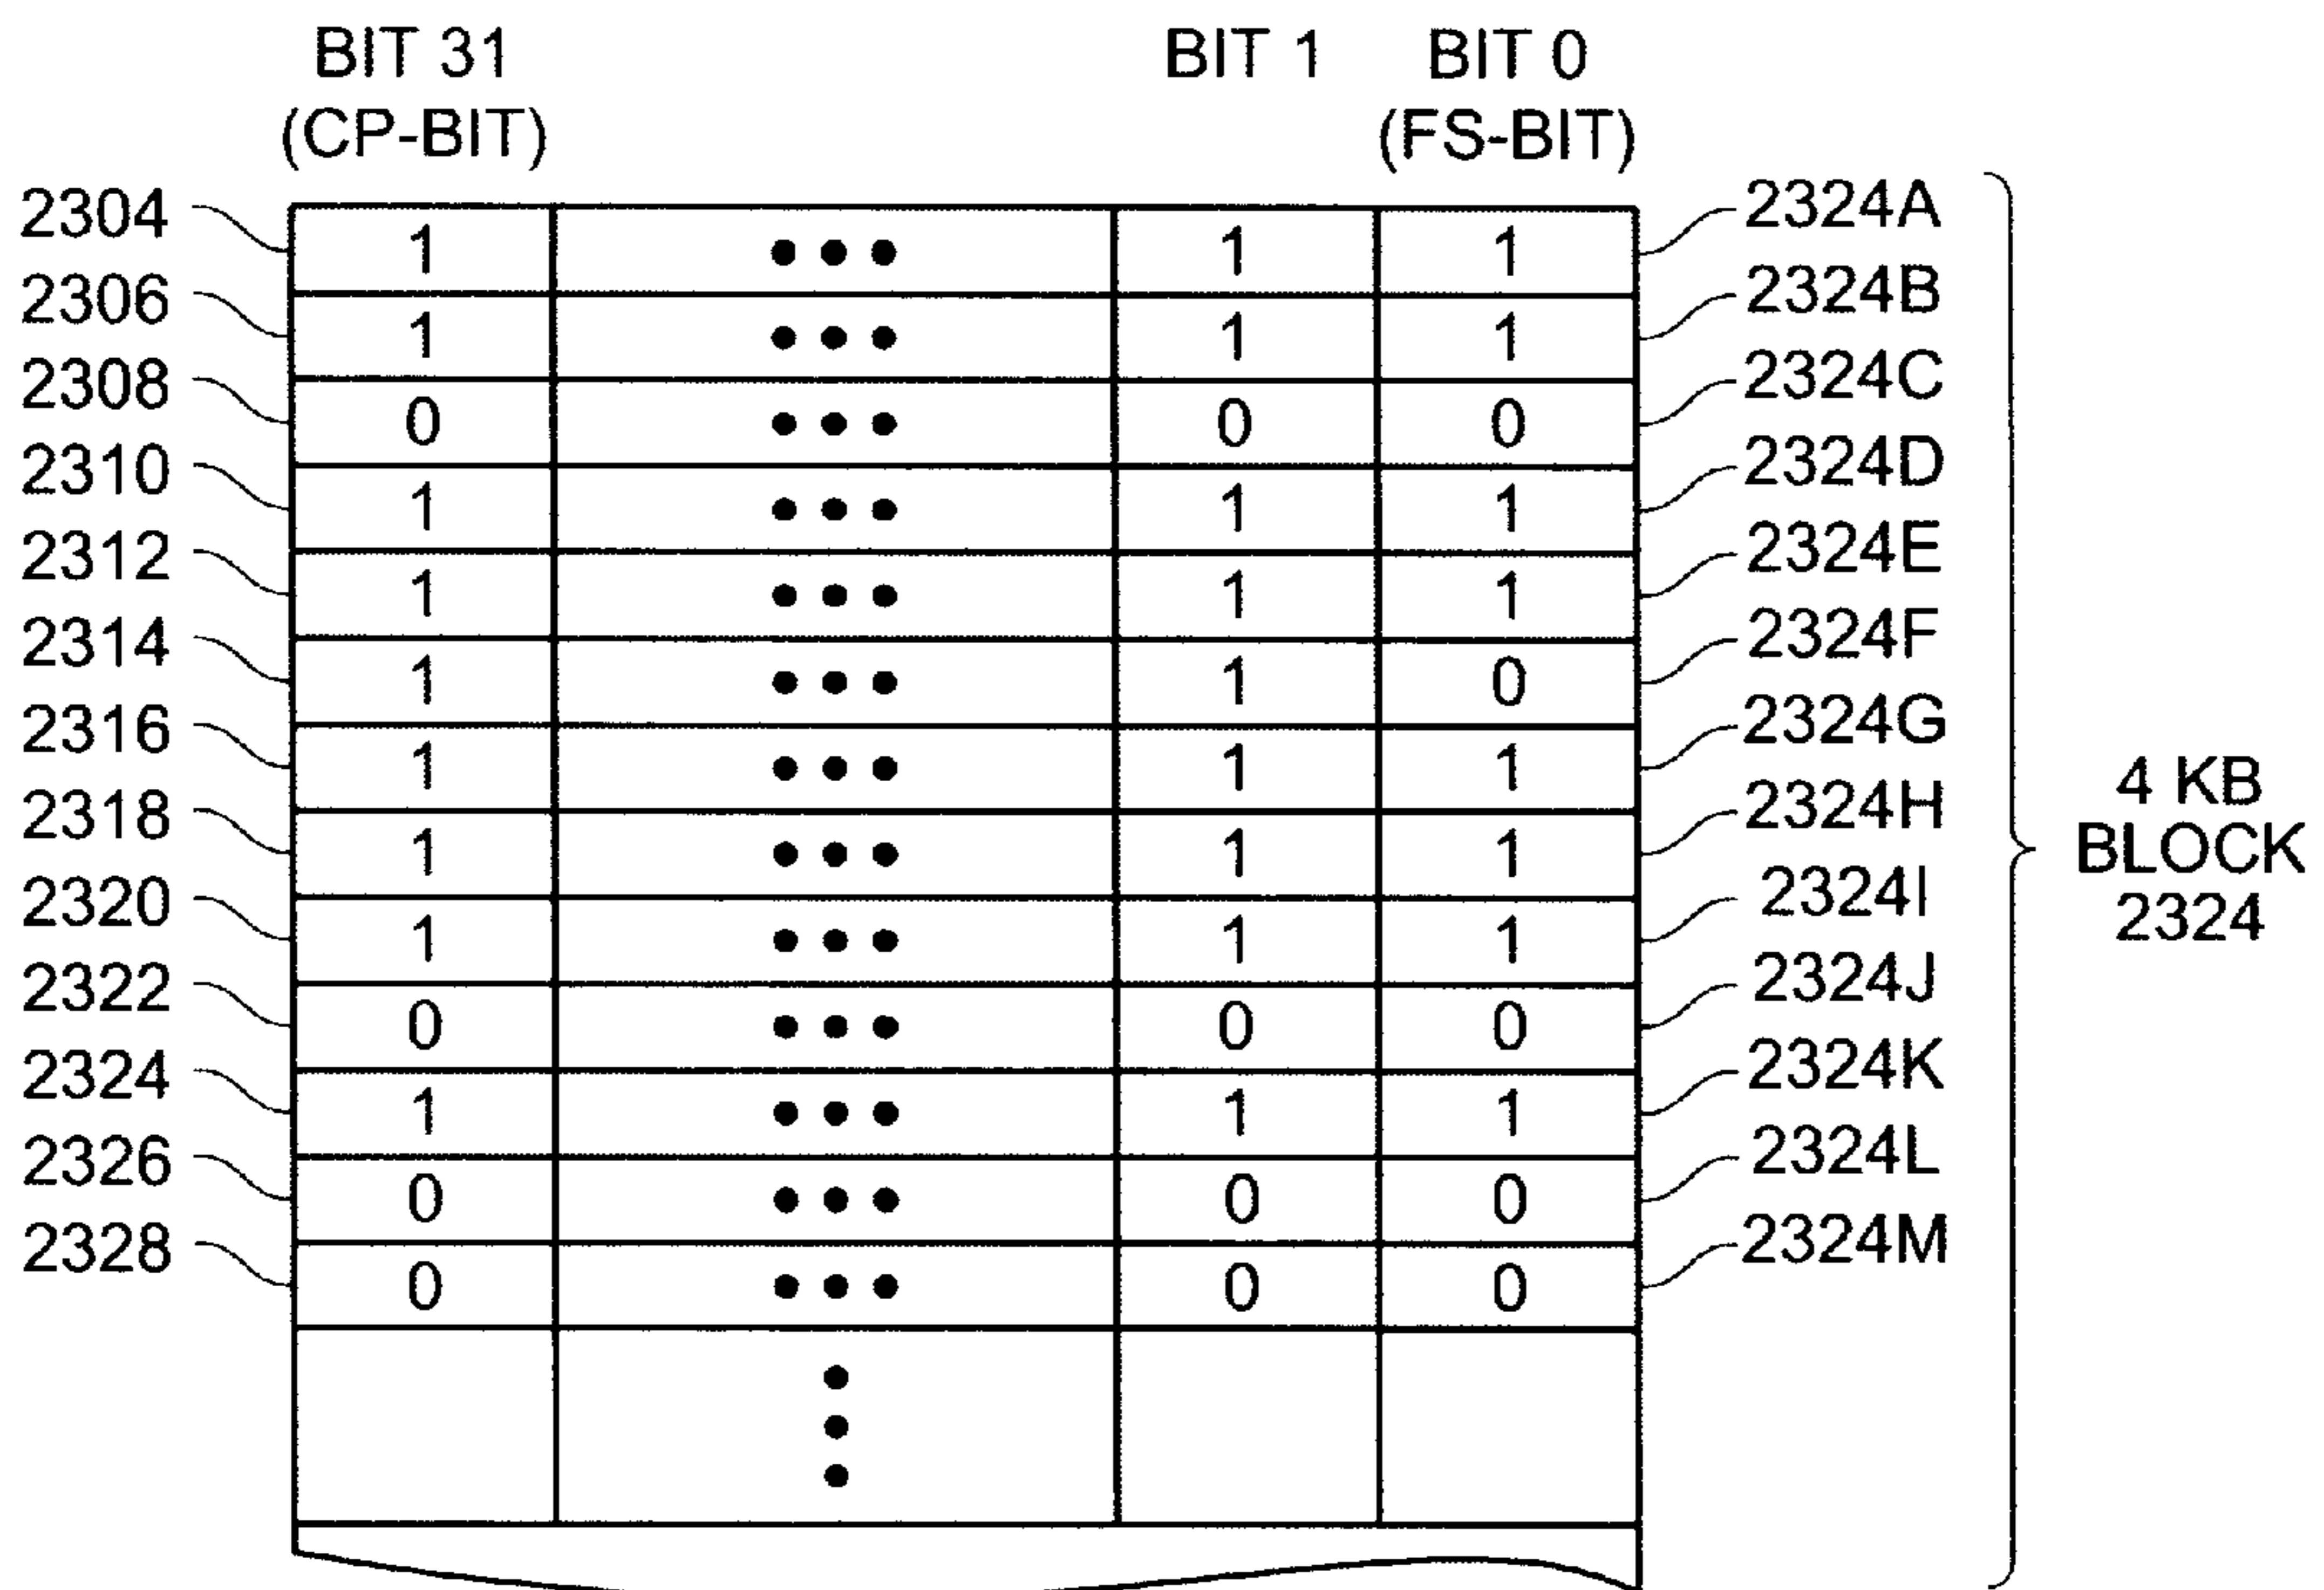 BIT 31 BIT 1 BIT 0
(CP-BIT) (FS-BIT)
2304 1 ••• 1 1 2324A
2306 1 ••• 1 1 2324B
2308 0 ••• 0 0 2324C
2310 1 ••• 1 1 2324D
2312 1 ••• 1 1 2324E
2314 1 ••• 1 0 2324F
2316 1 ••• 1 1 2324G
2318 1 ••• 1 1 2324H
2320 1 ••• 1 1 2324I
2322 0 ••• 0 0 2324J
2324 1 ••• 1 1 2324K
2326 0 ••• 0 0 2324L
2328 0 ••• 0 0 2324M
4 KB
BLOCK
2324